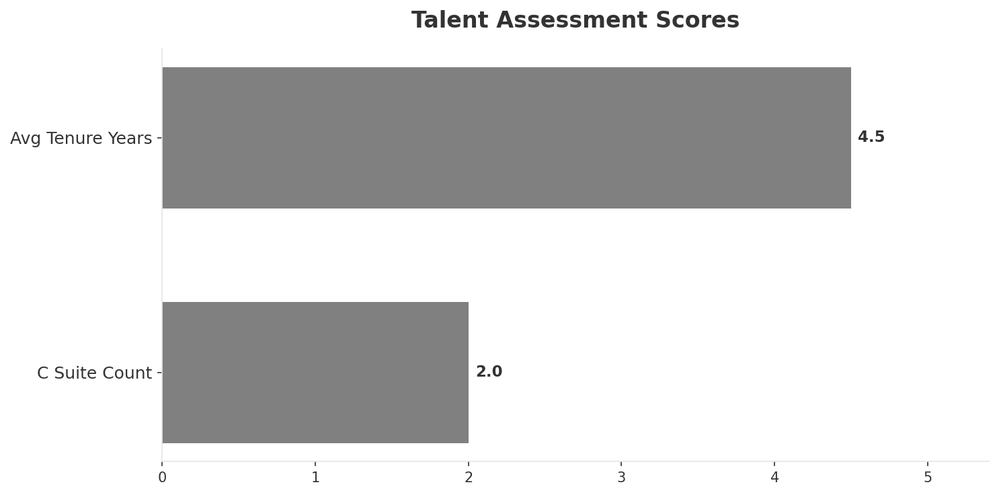 Talent Assessment Scores
Avg Tenure Years
4.5
C Suite Count
2.0
0 1 2 3 4 5